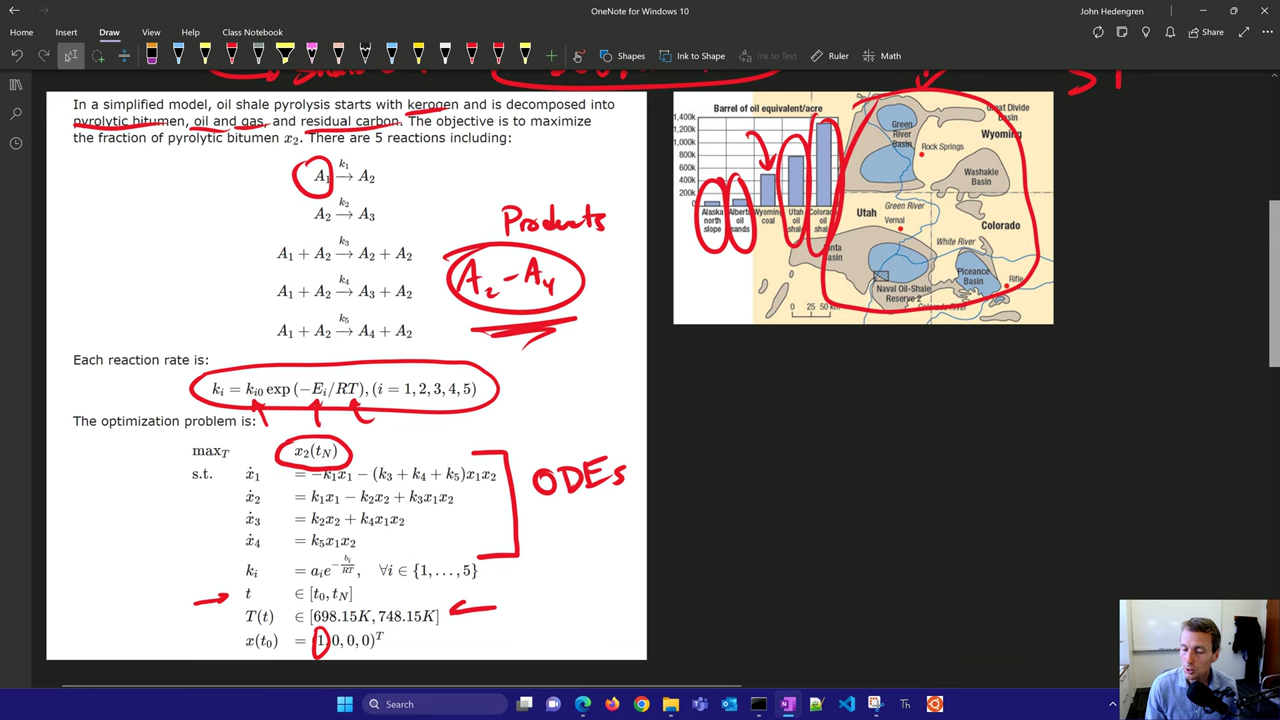 OneNote for Windows 10
John Hedengren
Home Insert Draw View Help Class Notebook
Share
Shapes Ink to Shape Ink to Text Ruler Math
In a simplified model, oil shale pyrolysis starts with kerogen and is decomposed into
pyrolytic bitumen, oil and gas, and residual carbon. The objective is to maximize
the fraction of pyrolytic bitumen x₂. There are 5 reactions including:
A₁ →^{k₁} A₂
A₂ →^{k₂} A₃
A₁ + A₂ →^{k₃} A₂ + A₂
A₁ + A₂ →^{k₄} A₃ + A₂
A₁ + A₂ →^{k₅} A₄ + A₂
Products
A₂ - A₄
Each reaction rate is:
kᵢ = kᵢ₀ exp (−Eᵢ/RT), (i = 1, 2, 3, 4, 5)
The optimization problem is:
max_T x₂(t_N)
s.t. ẋ₁ = −k₁x₁ − (k₃ + k₄ + k₅)x₁x₂
ẋ₂ = k₁x₁ − k₂x₂ + k₃x₁x₂
ẋ₃ = k₂x₂ + k₄x₁x₂
ẋ₄ = k₅x₁x₂
ODEs
kᵢ = aᵢe^{−bᵢ/RT}, ∀i ∈ {1, . . . , 5}
t ∈ [t₀, t_N]
T(t) ∈ [698.15K, 748.15K]
x(t₀) = (1, 0, 0, 0)^T
Barrel of oil equivalent/acre
1,400k
1,200k
1,000k
800k
600k
400k
200k
0
Alaska north slope
Alberta oil sands
Wyoming coal
Utah oil shale
Colorado oil shale
Green River Basin
Great Divide Basin
Wyoming
Rock Springs
Washakie Basin
Utah
Green River
Vernal
Colorado
White River
Basin
Piceance Basin
Rifle
Naval Oil-Shale Reserve 2
Colorado River
0 25 50
Search